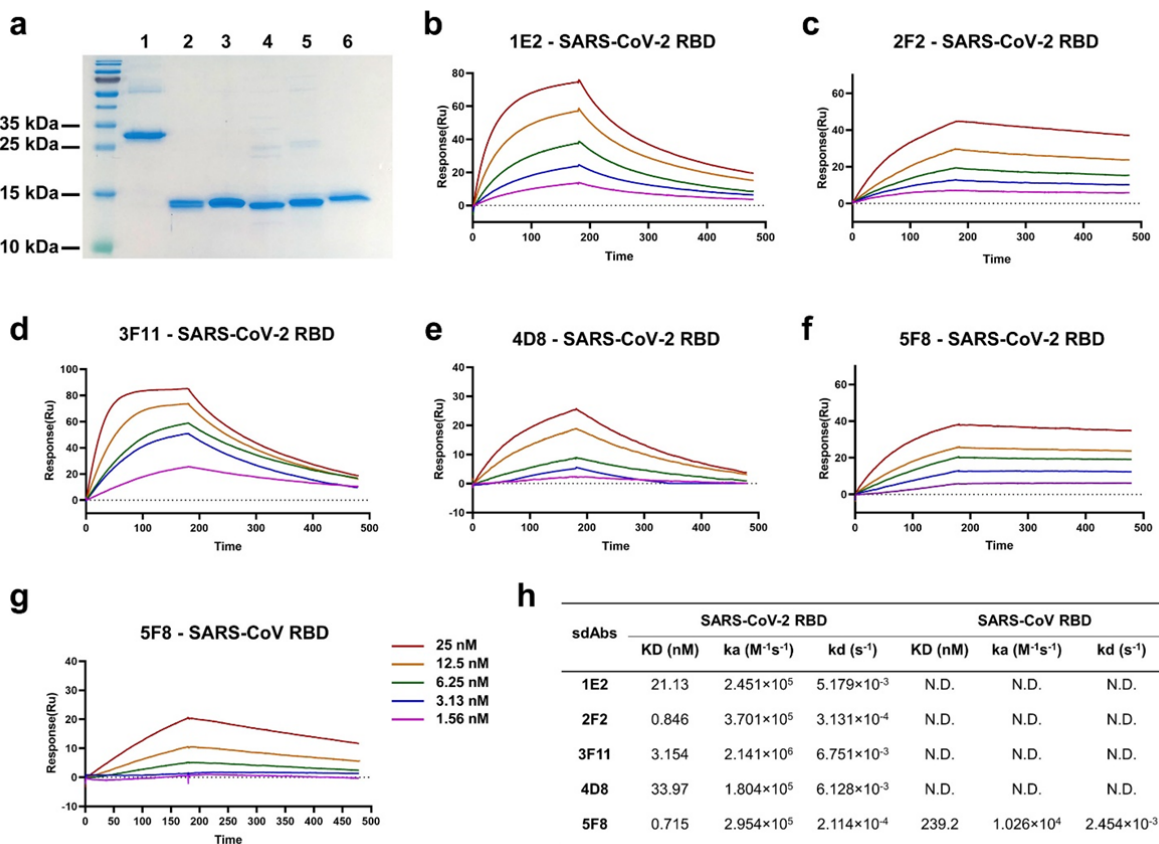 a
1 2 3 4 5 6
35 kDa
25 kDa
15 kDa
10 kDa
b
1E2 - SARS-CoV-2 RBD
Response(Ru)
80
60
40
20
0
0 100 200 300 400 500
Time
c
2F2 - SARS-CoV-2 RBD
Response(Ru)
60
40
20
0
0 100 200 300 400 500
Time
d
3F11 - SARS-CoV-2 RBD
Response(Ru)
100
80
60
40
20
0
0 100 200 300 400 500
Time
e
4D8 - SARS-CoV-2 RBD
Response(Ru)
40
30
20
10
0
-10
0 100 200 300 400 500
Time
f
5F8 - SARS-CoV-2 RBD
Response(Ru)
60
40
20
0
0 100 200 300 400 500
Time
g
5F8 - SARS-CoV RBD
Response(Ru)
40
30
20
10
0
-10
0 50 100 150 200 250 300 350 400 450 500
Time
25 nM
12.5 nM
6.25 nM
3.13 nM
1.56 nM
h
sdAbs SARS-CoV-2 RBD SARS-CoV RBD
KD (nM) ka (M⁻¹s⁻¹) kd (s⁻¹) KD (nM) ka (M⁻¹s⁻¹) kd (s⁻¹)
1E2 21.13 2.451×10⁵ 5.179×10⁻³ N.D. N.D. N.D.
2F2 0.846 3.701×10⁵ 3.131×10⁻⁴ N.D. N.D. N.D.
3F11 3.154 2.141×10⁶ 6.751×10⁻³ N.D. N.D. N.D.
4D8 33.97 1.804×10⁵ 6.128×10⁻³ N.D. N.D. N.D.
5F8 0.715 2.954×10⁵ 2.114×10⁻⁴ 239.2 1.026×10⁴ 2.454×10⁻³